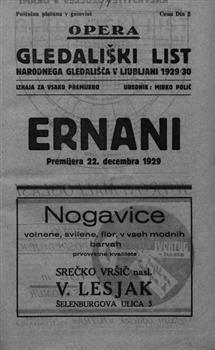 Poštnina plačana v gotovini Cena Din 2
OPERA
GLEDALIŠKI LIST
NARODNEGA GLEDALIŠČA V LJUBLJANI 1929-30
IZHAJA ZA VSAKO PREMIJERO UREDNIK: MIRKO POLIČ
ERNANI
Premijera 22. decembra 1929
Nogavice
volnene, svilene, flor, v vseh modnih
barvah
prvovrstne kvalitete
SREČKO VRŠIČ nasl.
V. LESJAK
ŠELENBURGOVA ULICA 5